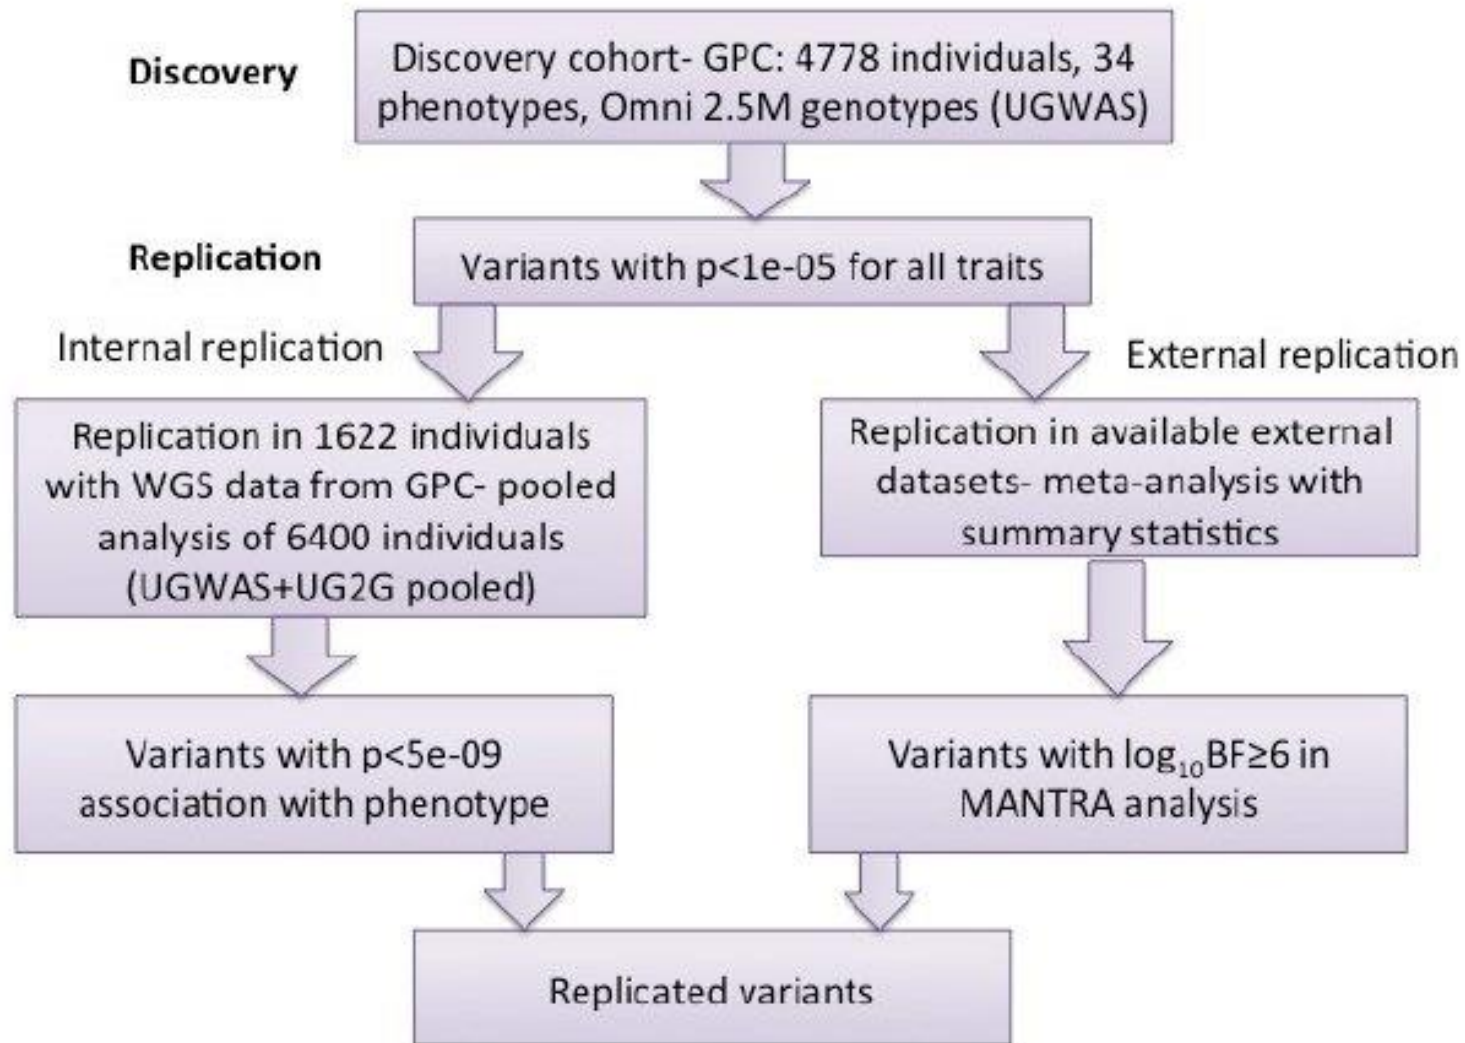 Discovery
Discovery cohort- GPC: 4778 individuals, 34
phenotypes, Omni 2.5M genotypes (UGWAS)
Replication
Variants with p<1e-05 for all traits
Internal replication
External replication
Replication in 1622 individuals
with WGS data from GPC- pooled
analysis of 6400 individuals
(UGWAS+UG2G pooled)
Replication in available external
datasets- meta-analysis with
summary statistics
Variants with p<5e-09
association with phenotype
Variants with log₁₀BF≥6 in
MANTRA analysis
Replicated variants